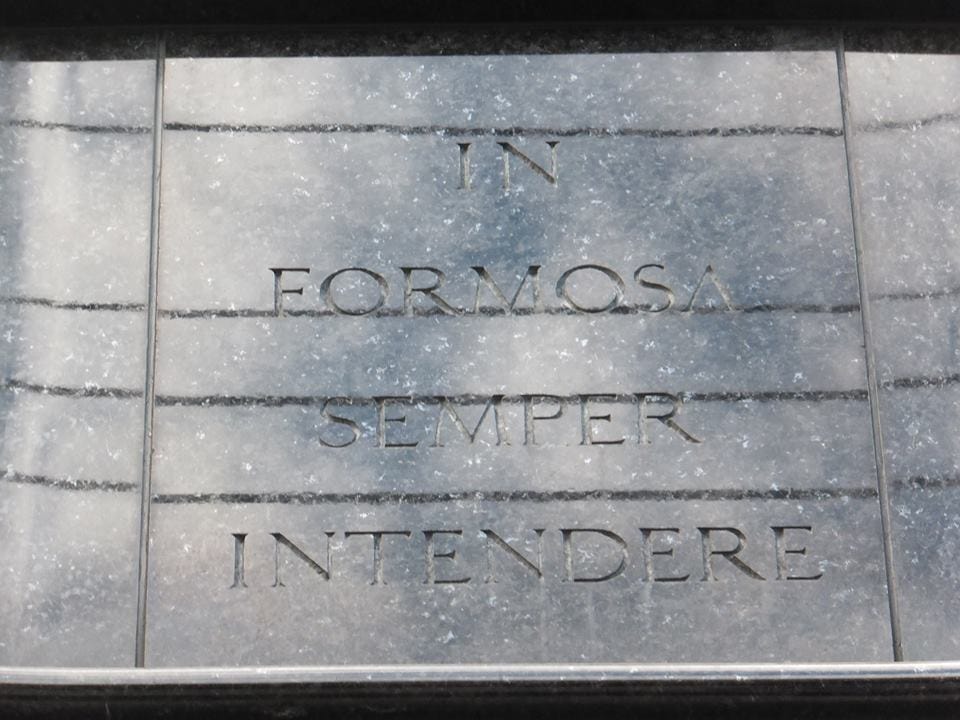 IN
FORMOSA
SEMPER
INTENDERE